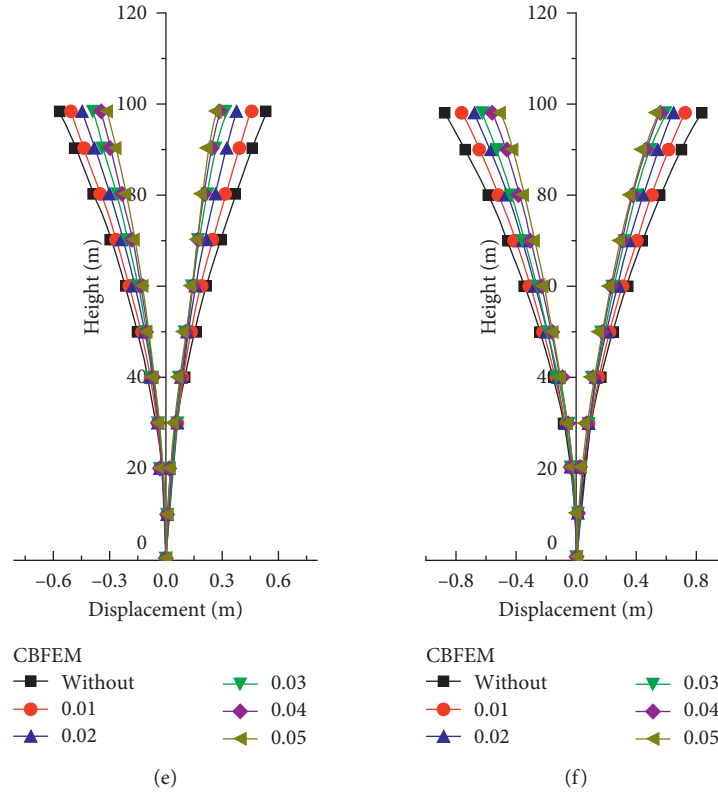 120
100
80
60
40
20
0
Height (m)
−0.6 −0.3 0.0 0.3 0.6
Displacement (m)
CBFEM
Without 0.03
0.01 0.04
0.02 0.05
(e)
120
100
80
60
40
20
0
Height (m)
−0.8 −0.4 0.0 0.4 0.8
Displacement (m)
CBFEM
Without 0.03
0.01 0.04
0.02 0.05
(f)